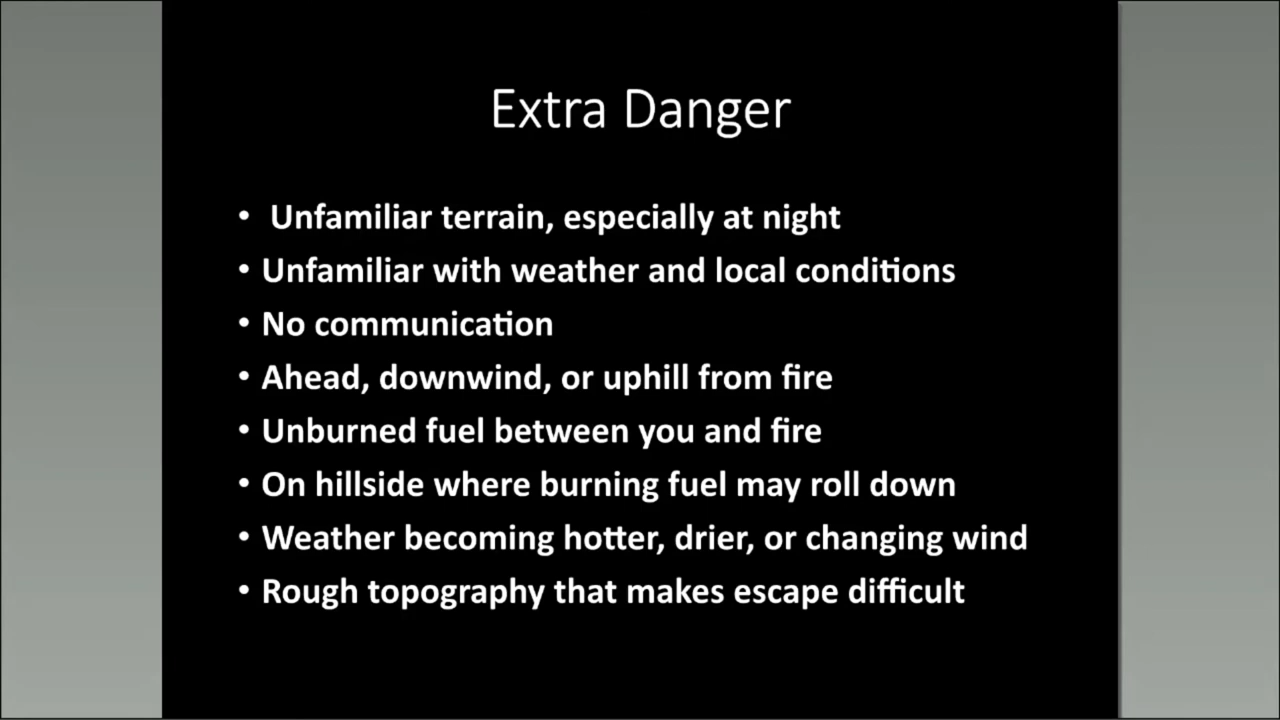 Extra Danger
• Unfamiliar terrain, especially at night
• Unfamiliar with weather and local conditions
• No communication
• Ahead, downwind, or uphill from fire
• Unburned fuel between you and fire
• On hillside where burning fuel may roll down
• Weather becoming hotter, drier, or changing wind
• Rough topography that makes escape difficult